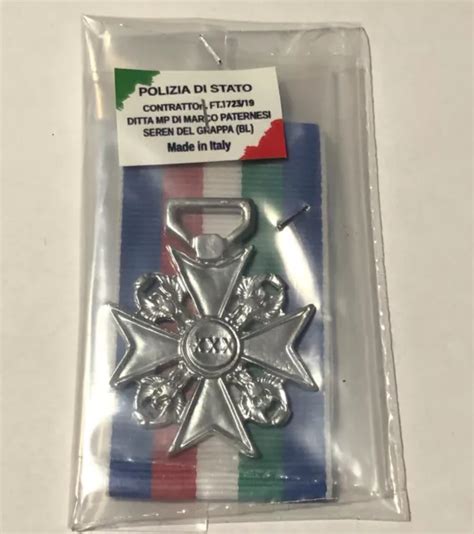 POLIZIA DI STATO
CONTRATTOn. FT.1723/19
DITTA MP DI MARCO PATERNESI
SEREN DEL GRAPPA (BL)
Made in Italy
XXX